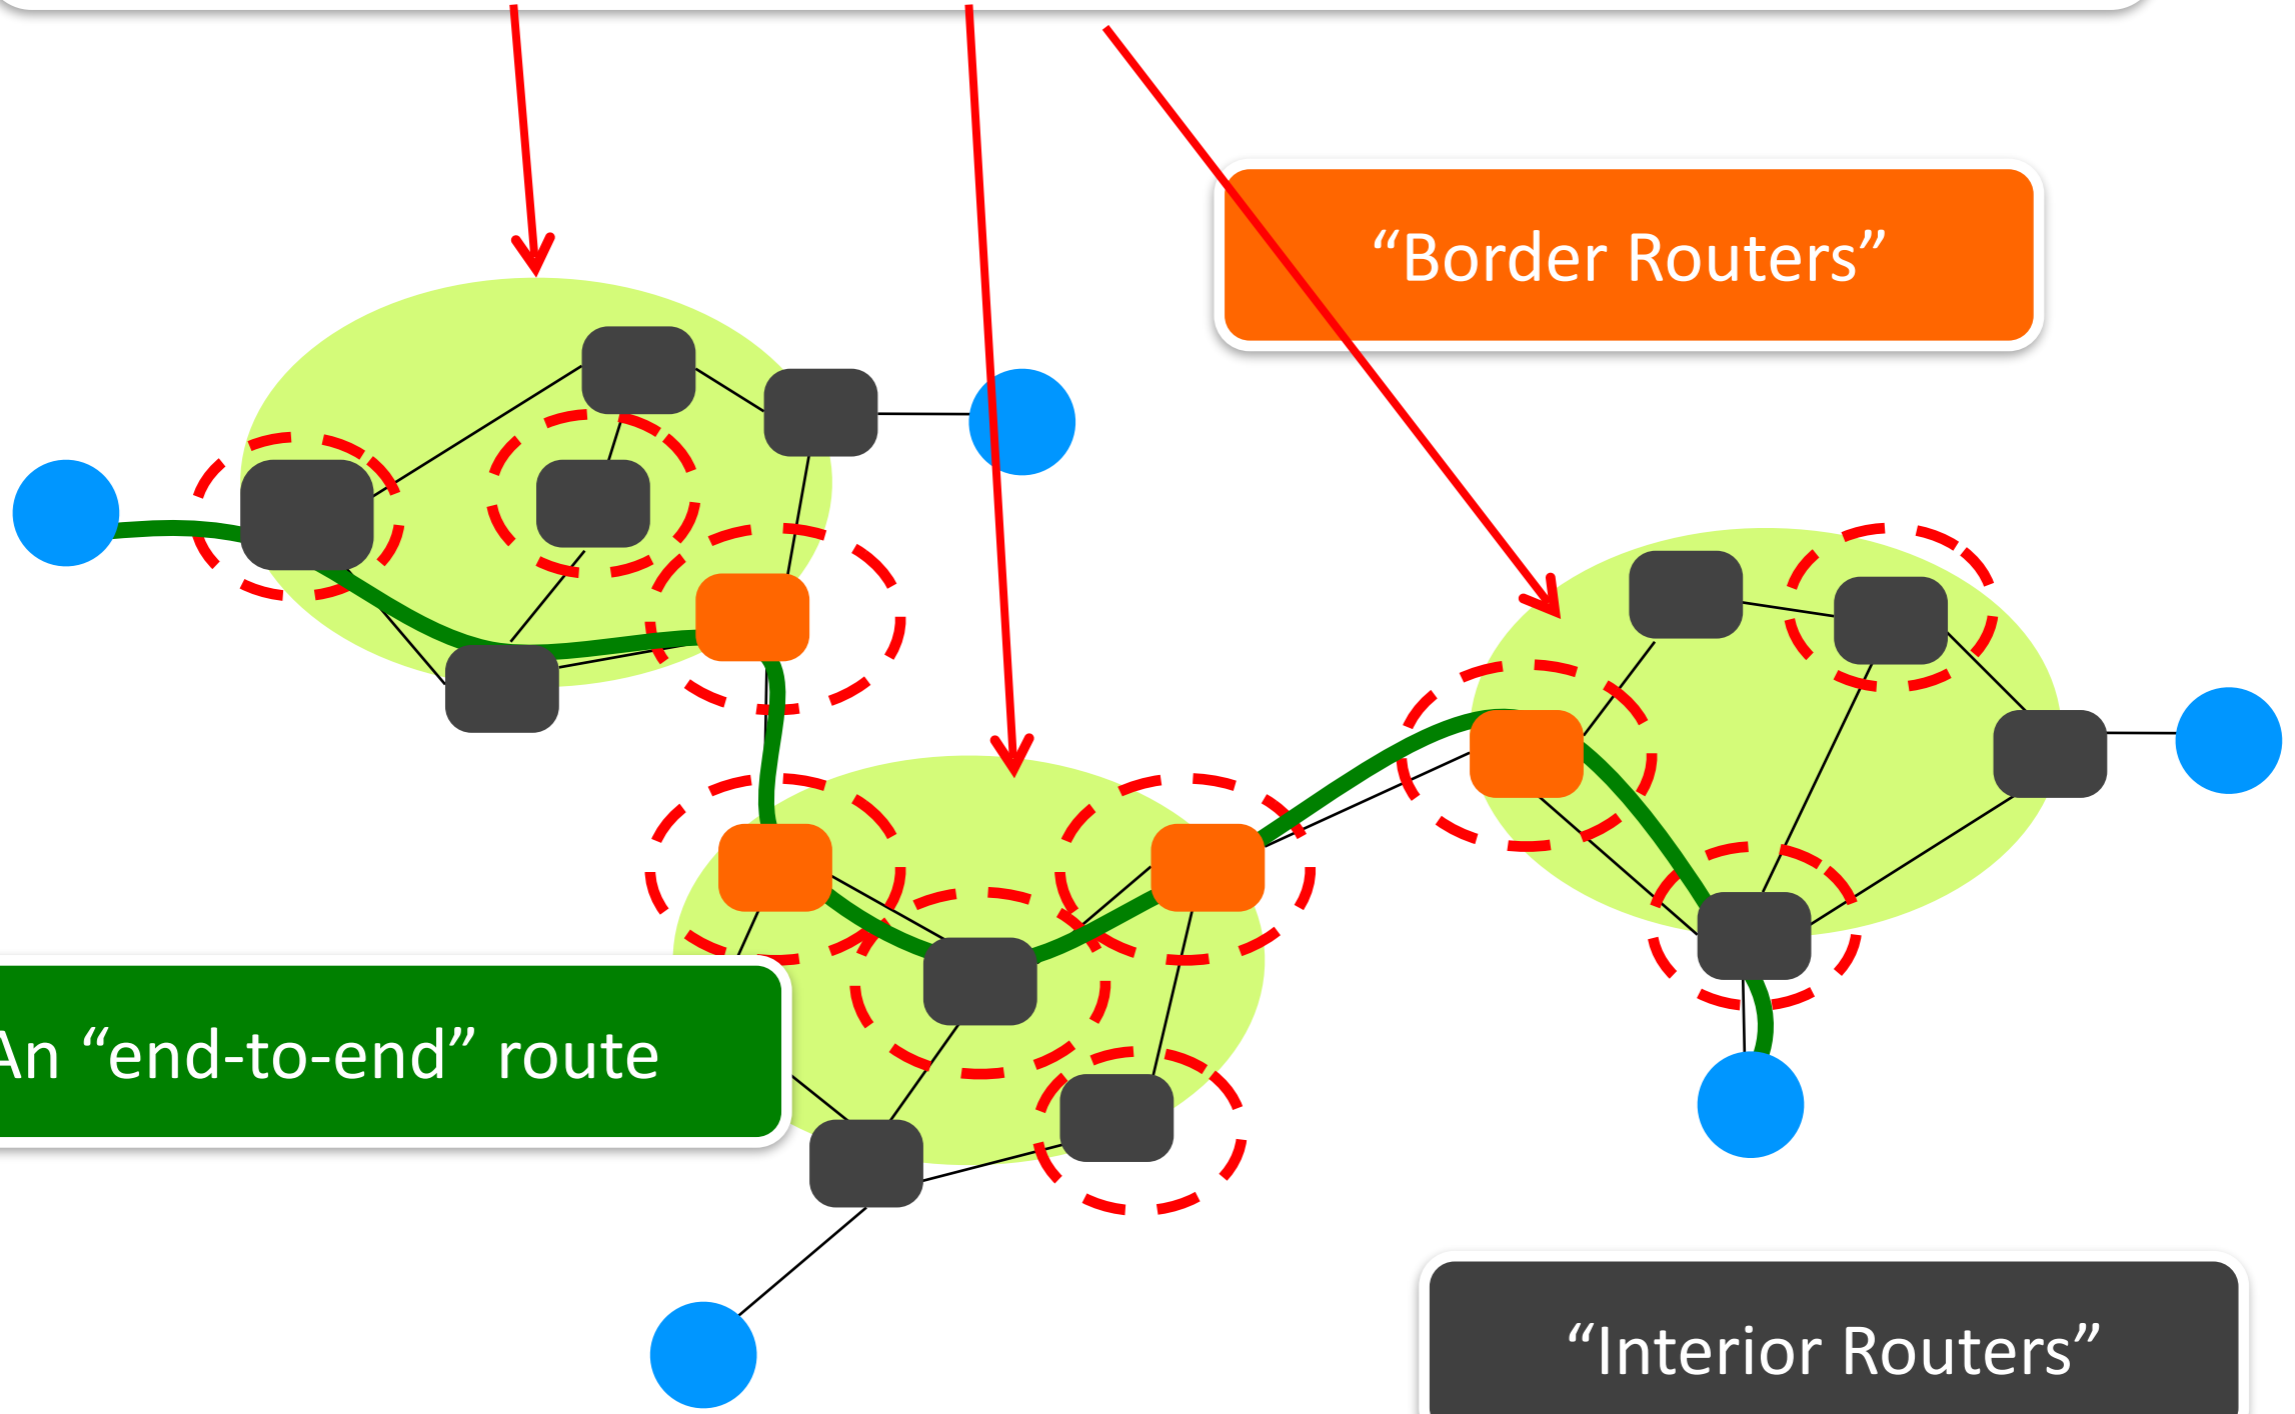 “Border Routers”
An “end-to-end” route
“Interior Routers”